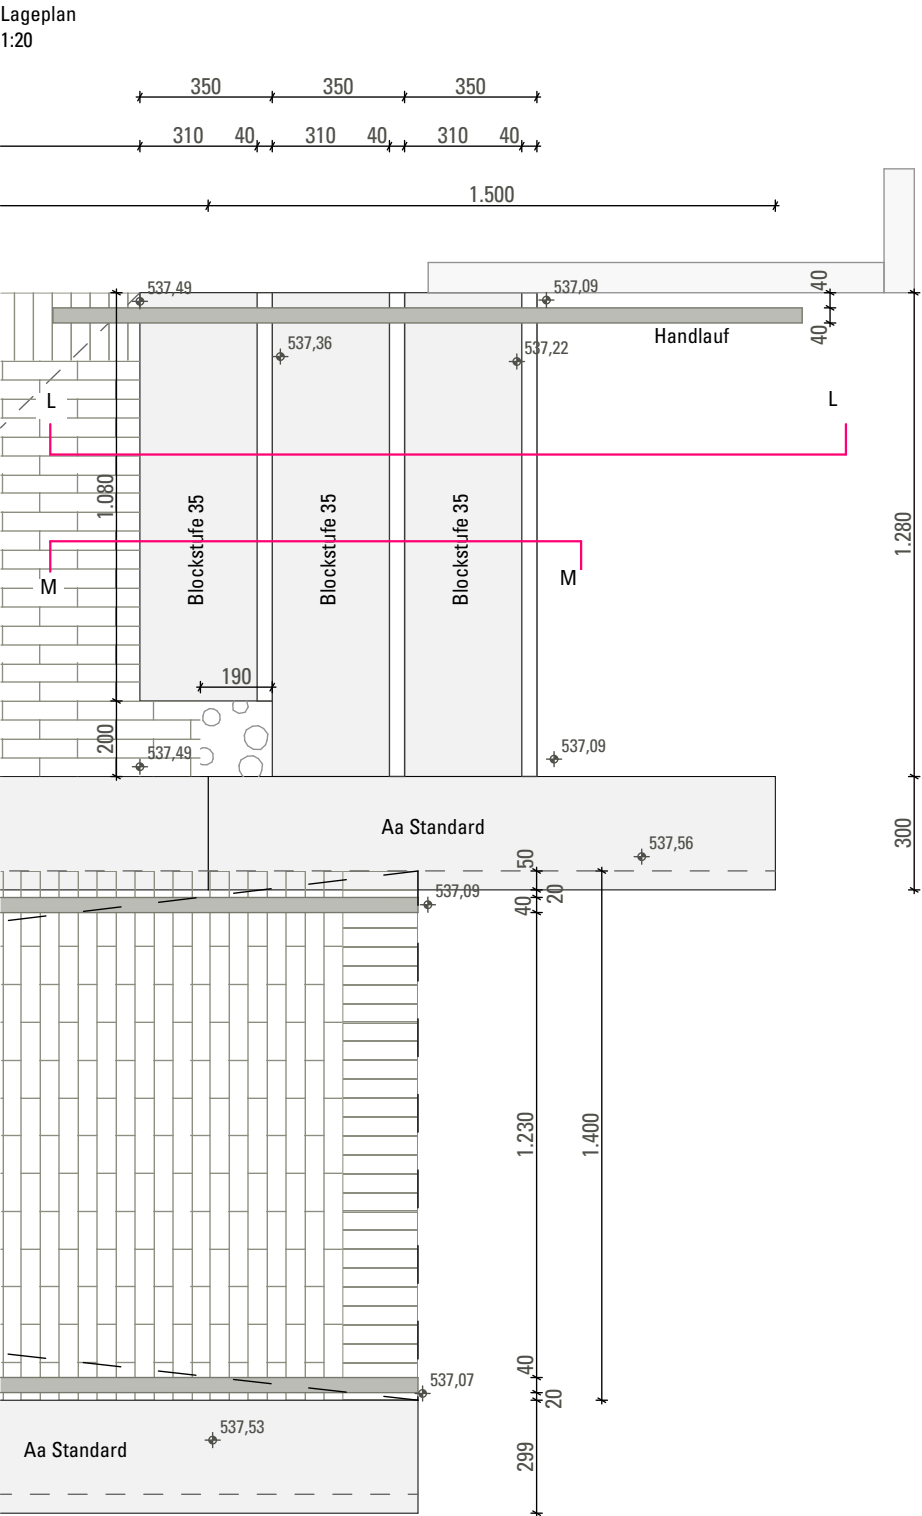 Lageplan
1:20
350 350 350
310 40 310 40 310 40
1.500
537,49
537,09
40
40
Handlauf
537,36
537,22
L
L
1.080
Blockstufe 35
Blockstufe 35
Blockstufe 35
1.280
M
M
190
200
537,49
537,09
Aa Standard
300
537,56
50
20
40
537,09
1.230
1.400
40
20
537,07
537,53
Aa Standard
299